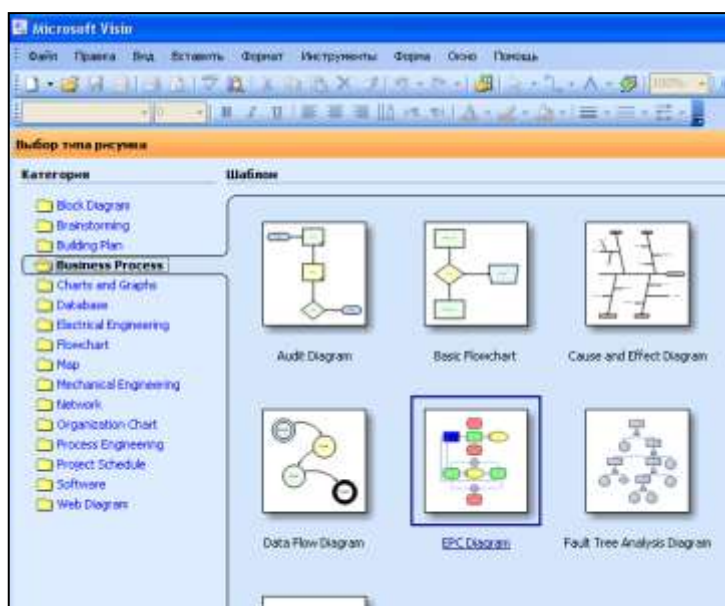 Microsoft Visio
Файл Правка Вид Вставить Формат Инструменты Форма Окно Помощь
100%
Выбор типа рисунка
Категория
Шаблон
Block Diagram
Brainstorming
Building Plan
Business Process
Charts and Graphs
Database
Electrical Engineering
Flowchart
Map
Mechanical Engineering
Network
Organization Chart
Process Engineering
Project Schedule
Software
Web Diagram
Audit Diagram
Basic Flowchart
Cause and Effect Diagram
Data Flow Diagram
EPC Diagram
Fault Tree Analysis Diagram